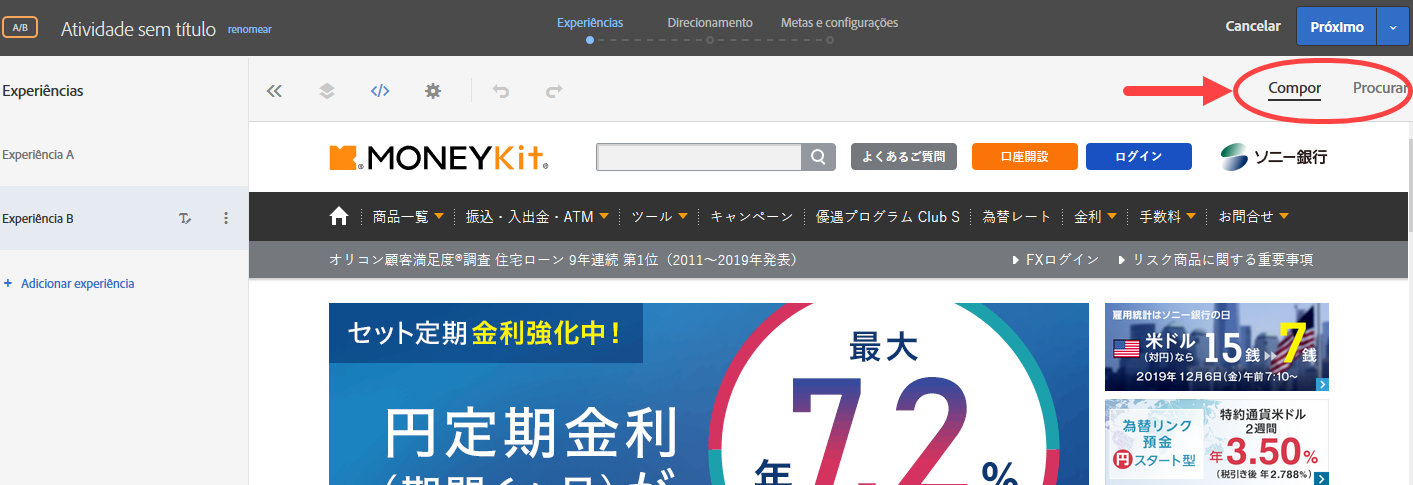 A/B Atividade sem título renomear Experiências Direcionamento Metas e configurações Cancelar Próximo
Experiências </> Compor Procurar
Experiência A
Experiência B
+ Adicionar experiência
MONEYKit よくあるご質問 口座開設 ログイン ソニー銀行
商品一覧 振込・入出金・ATM ツール キャンペーン 優遇プログラム Club S 為替レート 金利 手数料 お問合せ
オリコン顧客満足度®調査 住宅ローン 9年連続 第1位（2011～2019年発表） FXログイン リスク商品に関する重要事項
セット定期 金利強化中！
円定期金利
最大
年 7.2 %
雇用統計はソニー銀行の日
米ドル (対円)なら 15銭 7銭
2019年 12月6日(金)午前7:10～
為替リンク預金
円スタート型
特約通貨米ドル
2週間
年3.50%
(税引き後 年2.788%)